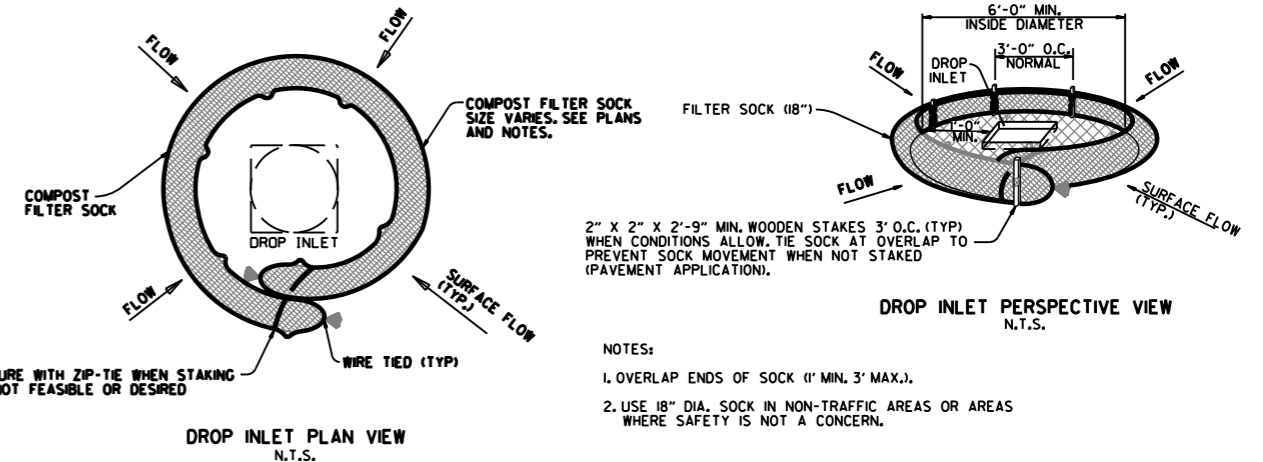 FLOW
FLOW
COMPOST FILTER SOCK
SIZE VARIES. SEE PLANS
AND NOTES.
COMPOST
FILTER SOCK
DROP INLET
FLOW
SURFACE FLOW
(TYP.)
WIRE TIED (TYP)
URE WITH ZIP-TIE WHEN STAKING
NOT FEASIBLE OR DESIRED
DROP INLET PLAN VIEW
N.T.S.
6'-0" MIN.
INSIDE DIAMETER
3'-0" O.C.
NORMAL
DROP
INLET
FLOW
FLOW
FILTER SOCK (18")
1'-0"
MIN.
FLOW
SURFACE FLOW
(TYP.)
2" X 2" X 2'-9" MIN. WOODEN STAKES 3' O.C. (TYP)
WHEN CONDITIONS ALLOW. TIE SOCK AT OVERLAP TO
PREVENT SOCK MOVEMENT WHEN NOT STAKED
(PAVEMENT APPLICATION).
DROP INLET PERSPECTIVE VIEW
N.T.S.
NOTES:
1. OVERLAP ENDS OF SOCK (1' MIN. 3' MAX.).
2. USE 18" DIA. SOCK IN NON-TRAFFIC AREAS OR AREAS
WHERE SAFETY IS NOT A CONCERN.